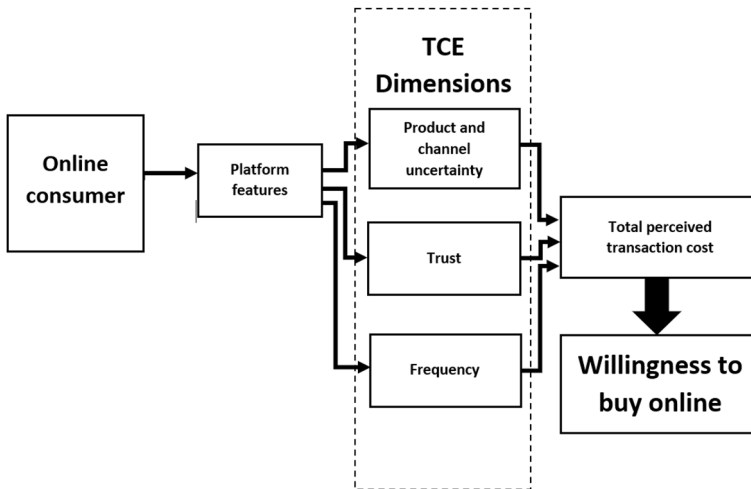 TCE
Dimensions
Online
consumer
Platform
features
Product and
channel
uncertainty
Trust
Frequency
Total perceived
transaction cost
Willingness to
buy online